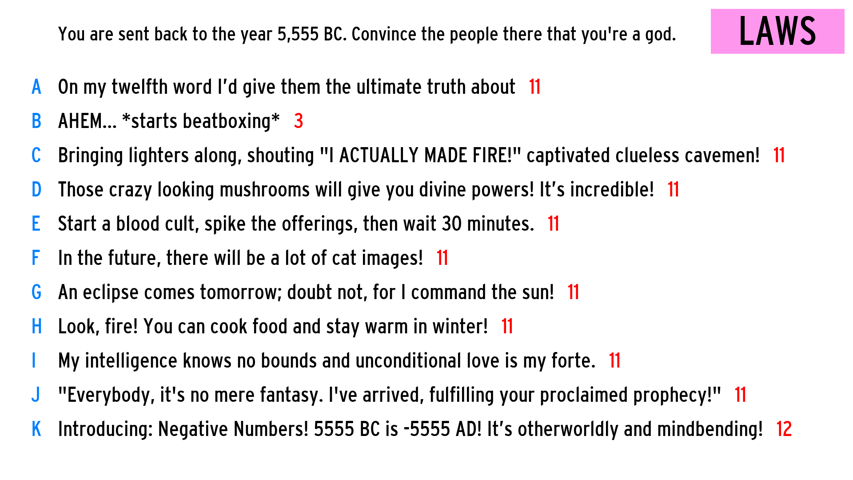 You are sent back to the year 5,555 BC. Convince the people there that you're a god.
LAWS
A On my twelfth word I'd give them the ultimate truth about 11
B AHEM... *starts beatboxing* 3
C Bringing lighters along, shouting "I ACTUALLY MADE FIRE!" captivated clueless cavemen! 11
D Those crazy looking mushrooms will give you divine powers! It's incredible! 11
E Start a blood cult, spike the offerings, then wait 30 minutes. 11
F In the future, there will be a lot of cat images! 11
G An eclipse comes tomorrow; doubt not, for I command the sun! 11
H Look, fire! You can cook food and stay warm in winter! 11
I My intelligence knows no bounds and unconditional love is my forte. 11
J "Everybody, it's no mere fantasy. I've arrived, fulfilling your proclaimed prophecy!" 11
K Introducing: Negative Numbers! 5555 BC is -5555 AD! It's otherworldly and mindbending! 12